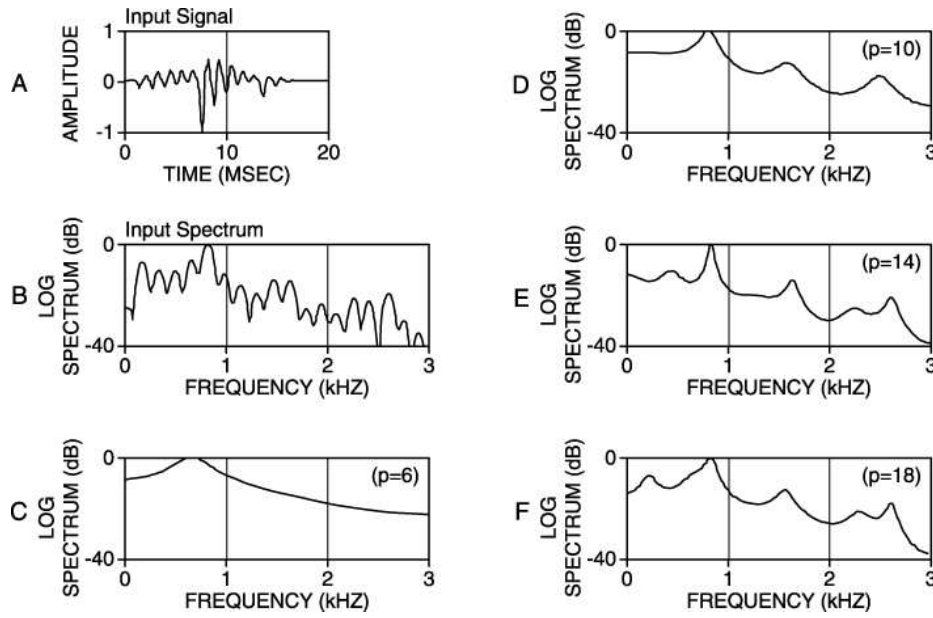 Input Signal
A
AMPLITUDE
1
0
-1
0
10
20
TIME (MSEC)
Input Spectrum
B
LOG
SPECTRUM (dB)
0
-40
0
1
2
3
FREQUENCY (kHZ)
C
LOG
SPECTRUM (dB)
0
-40
(p=6)
0
1
2
3
FREQUENCY (kHZ)
D
LOG
SPECTRUM (dB)
0
-40
(p=10)
0
1
2
3
FREQUENCY (kHZ)
E
LOG
SPECTRUM (dB)
0
-40
(p=14)
0
1
2
3
FREQUENCY (kHZ)
F
LOG
SPECTRUM (dB)
0
-40
(p=18)
0
1
2
3
FREQUENCY (kHZ)